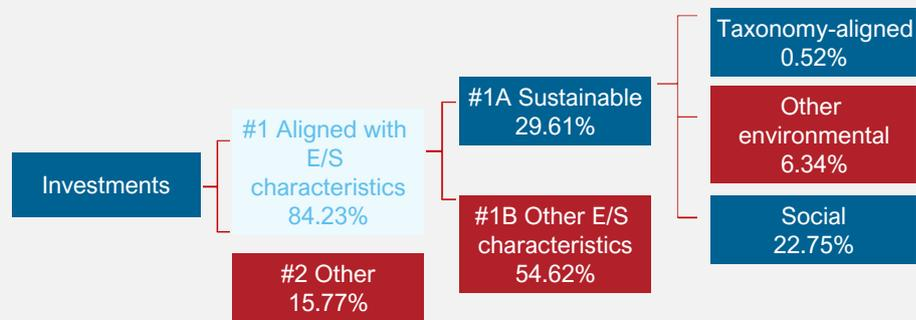 Investments
#1 Aligned with
E/S
characteristics
84.23%
#2 Other
15.77%
#1A Sustainable
29.61%
#1B Other E/S
characteristics
54.62%
Taxonomy-aligned
0.52%
Other
environmental
6.34%
Social
22.75%